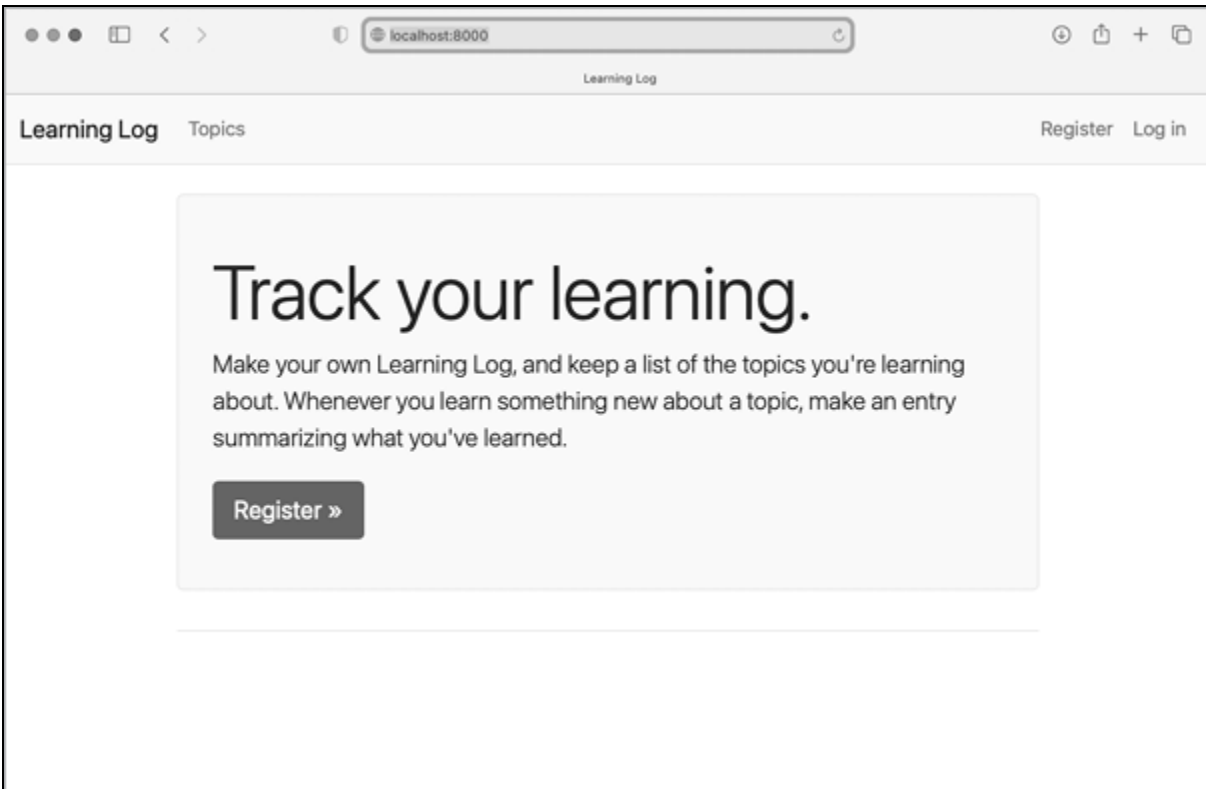 localhost:8000
Learning Log
Learning Log Topics Register Log in
Track your learning.
Make your own Learning Log, and keep a list of the topics you're learning
about. Whenever you learn something new about a topic, make an entry
summarizing what you've learned.
Register »